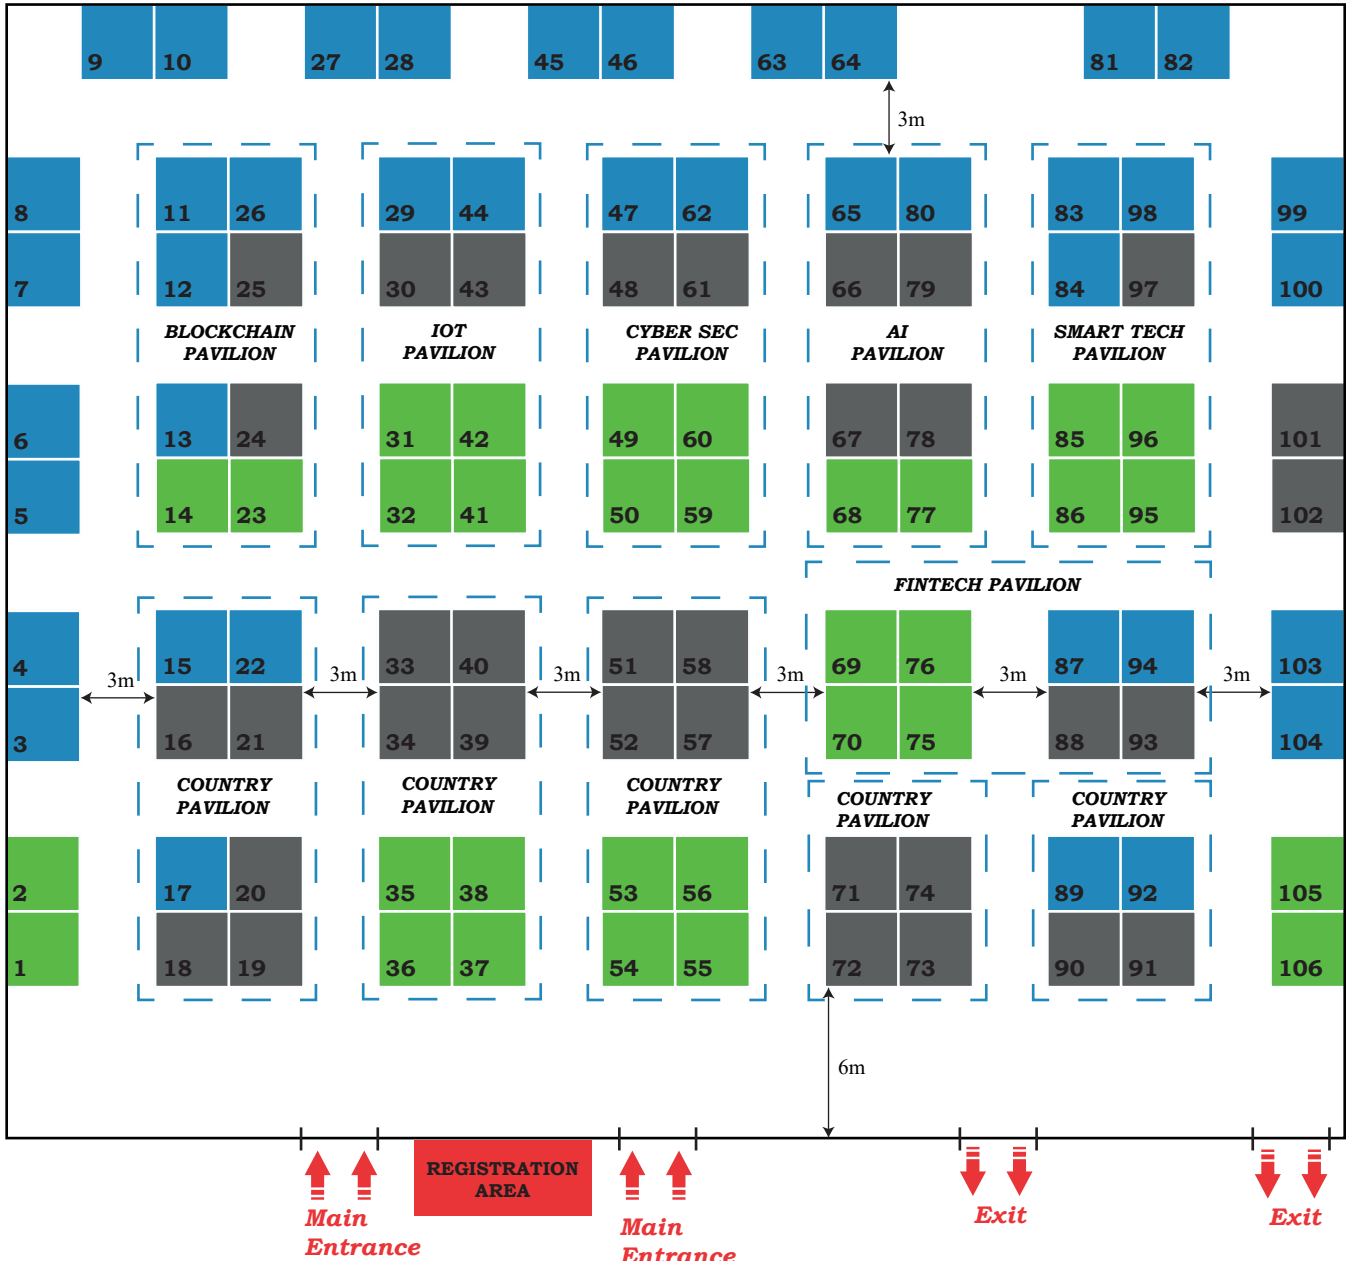 9 10 27 28 45 46 63 64 81 82
3m
8 11 26 29 44 47 62 65 80 83 98 99
7 12 25 30 43 48 61 66 79 84 97 100
BLOCKCHAIN
PAVILION
IOT
PAVILION
CYBER SEC
PAVILION
AI
PAVILION
SMART TECH
PAVILION
6 13 24 31 42 49 60 67 78 85 96 101
5 14 23 32 41 50 59 68 77 86 95 102
FINTECH PAVILION
4 15 22 33 40 51 58 69 76 87 94 103
3m 3m 3m 3m 3m 3m
3 16 21 34 39 52 57 70 75 88 93 104
COUNTRY
PAVILION
COUNTRY
PAVILION
COUNTRY
PAVILION
COUNTRY
PAVILION
COUNTRY
PAVILION
2 17 20 35 38 53 56 71 74 89 92 105
1 18 19 36 37 54 55 72 73 90 91 106
6m
REGISTRATION
AREA
Main
Entrance
Main
Entrance
Exit
Exit